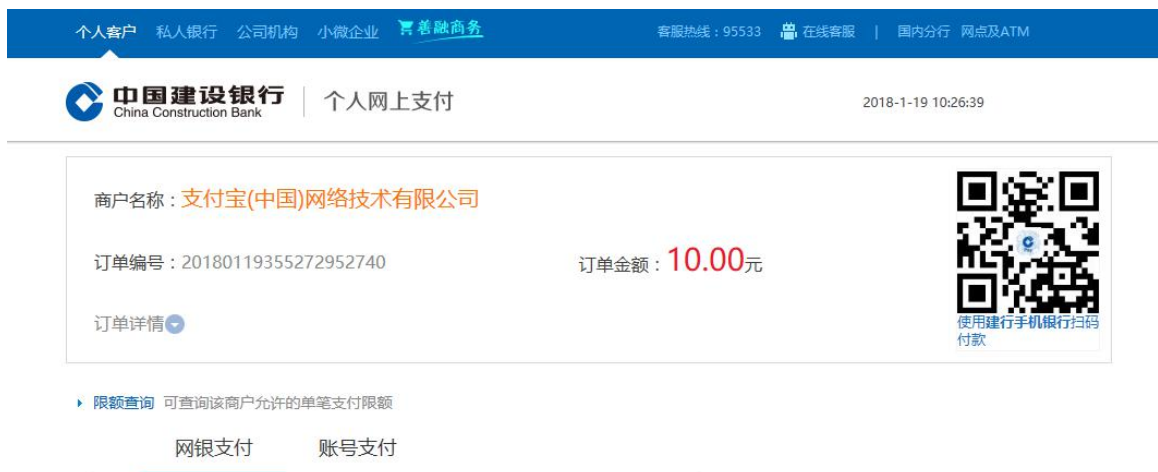 个人客户 私人银行 公司机构 小微企业 善融商务 客服热线：95533 在线客服 | 国内分行 网点及ATM
中国建设银行 个人网上支付 2018-1-19 10:26:39
China Construction Bank
商户名称：支付宝(中国)网络技术有限公司
订单编号：20180119355272952740 订单金额：10.00元
订单详情
使用建行手机银行扫码
付款
限额查询 可查询该商户允许的单笔支付限额
网银支付 账号支付